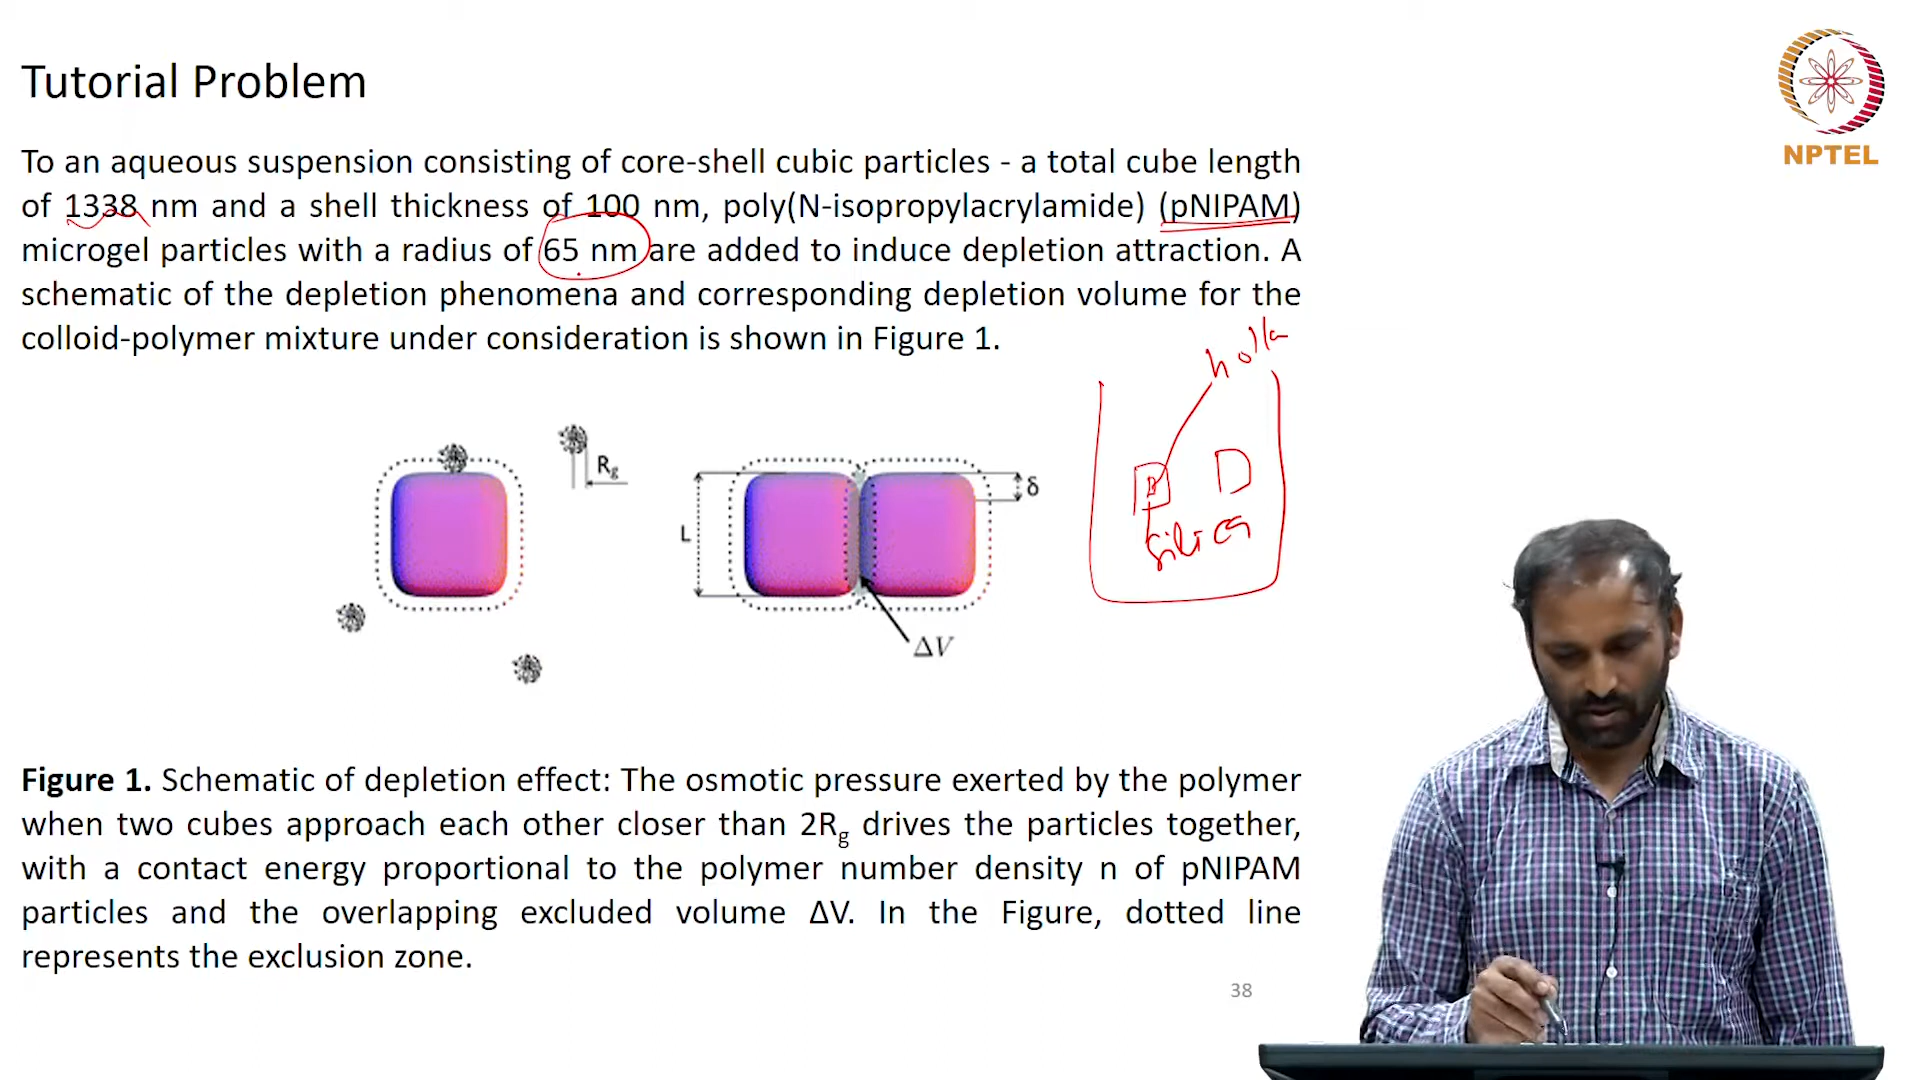 Tutorial Problem
NPTEL
To an aqueous suspension consisting of core-shell cubic particles - a total cube length
of 1338 nm and a shell thickness of 100 nm, poly(N-isopropylacrylamide) (pNIPAM)
microgel particles with a radius of 65 nm are added to induce depletion attraction. A
schematic of the depletion phenomena and corresponding depletion volume for the
colloid-polymer mixture under consideration is shown in Figure 1.
Rg
L
δ
ΔV
silica
Figure 1. Schematic of depletion effect: The osmotic pressure exerted by the polymer
when two cubes approach each other closer than 2Rg drives the particles together,
with a contact energy proportional to the polymer number density n of pNIPAM
particles and the overlapping excluded volume ΔV. In the Figure, dotted line
represents the exclusion zone.
38